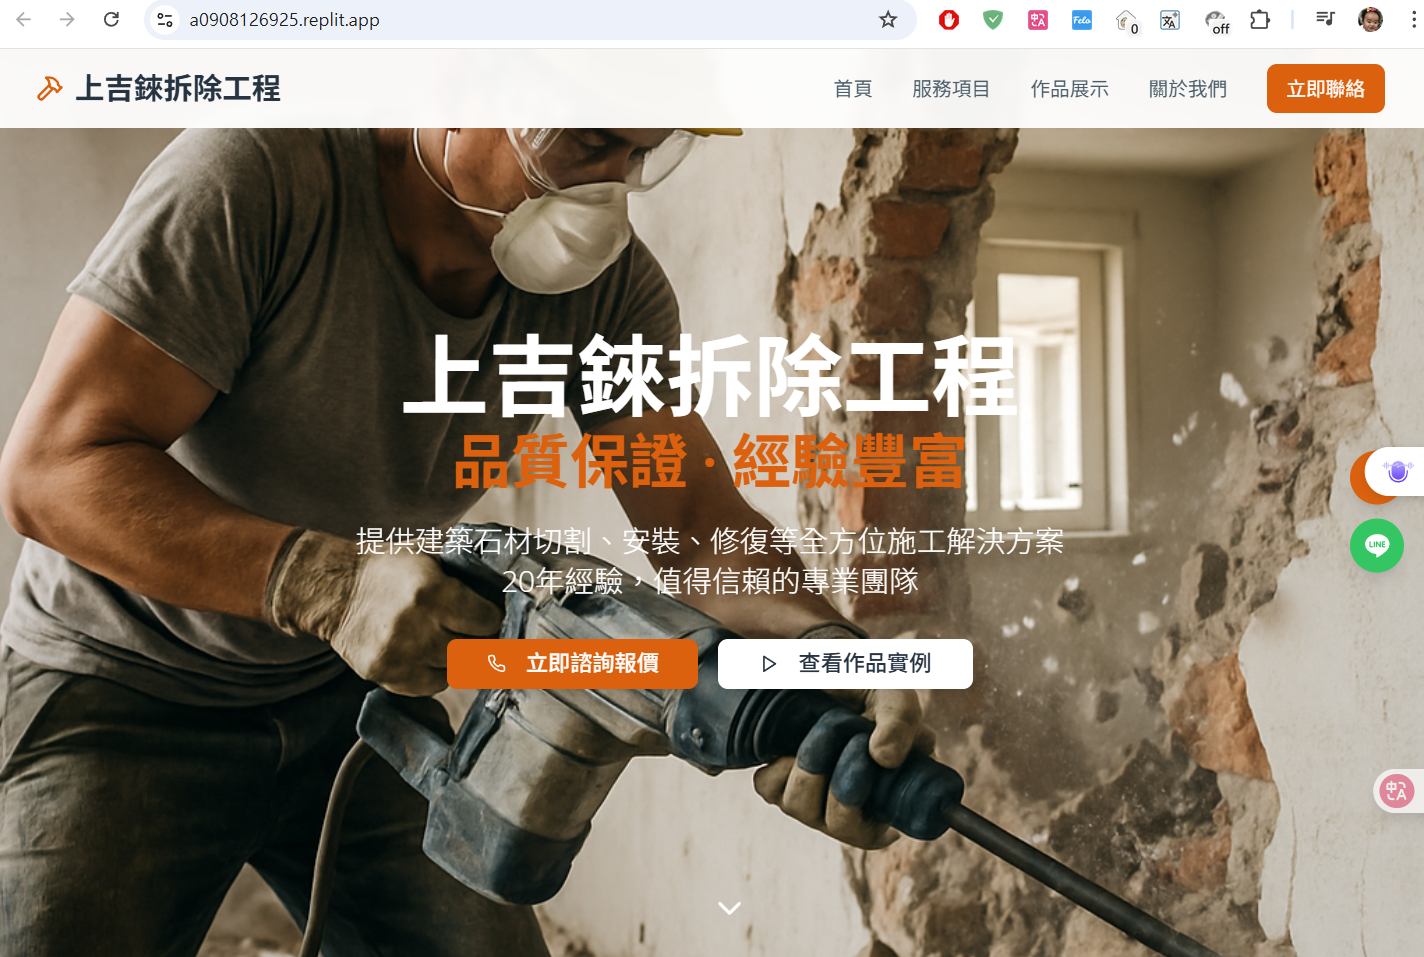 a0908126925.replit.app
Felo
0
off
上吉錸拆除工程
首頁
服務項目
作品展示
關於我們
立即聯絡
上吉錸拆除工程
品質保證 · 經驗豐富
提供建築石材切割、安裝、修復等全方位施工解決方案
20年經驗，值得信賴的專業團隊
立即諮詢報價
查看作品實例
LINE
中A